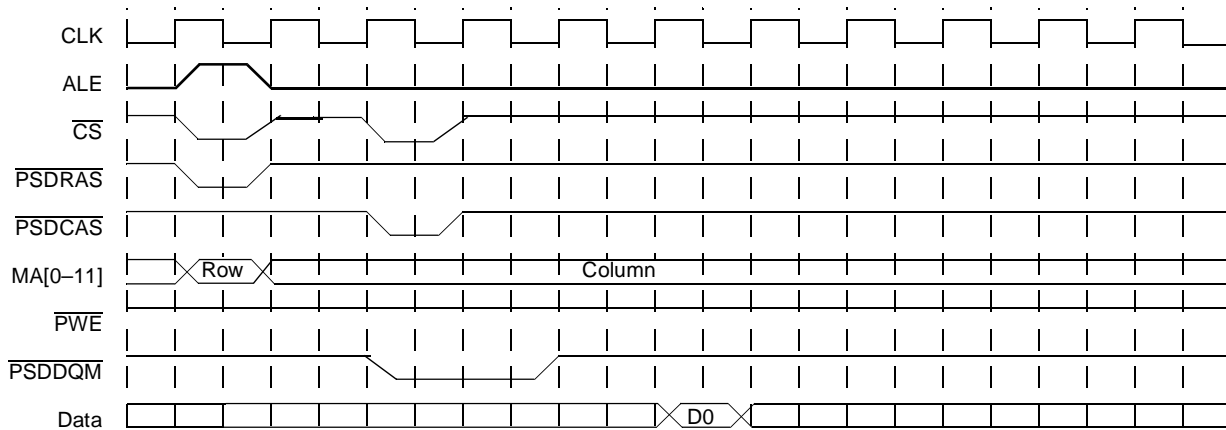 CLK
ALE
CS
PSDRAS
PSDCAS
MA[0–11] Row Column
PWE
PSDDQM
Data D0